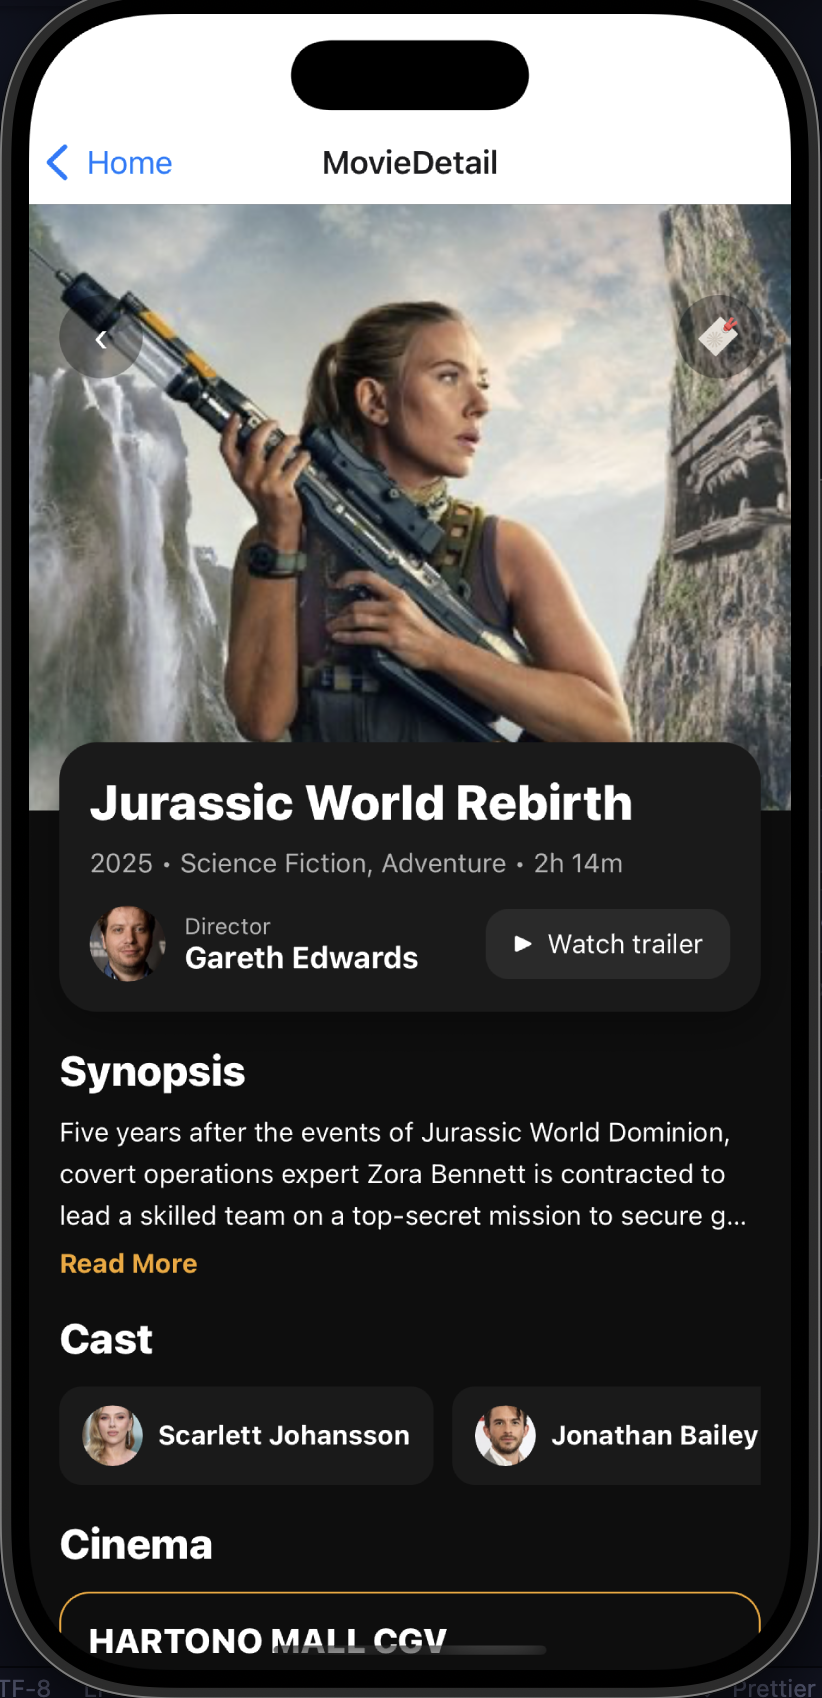 Home
MovieDetail
Jurassic World Rebirth
2025 • Science Fiction, Adventure • 2h 14m
Director
Gareth Edwards
Watch trailer
Synopsis
Five years after the events of Jurassic World Dominion,
covert operations expert Zora Bennett is contracted to
lead a skilled team on a top-secret mission to secure g...
Read More
Cast
Scarlett Johansson
Jonathan Bailey
Cinema
HARTONO MALL CGV
TF-8
Prettier